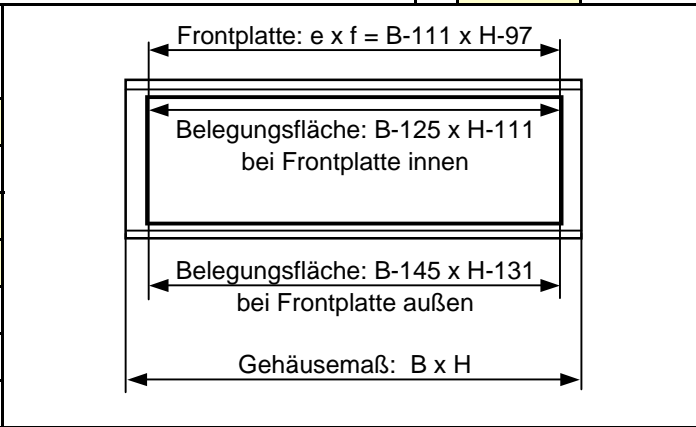 Frontplatte: e x f = B-111 x H-97
Belegungsfläche: B-125 x H-111
bei Frontplatte innen
Belegungsfläche: B-145 x H-131
bei Frontplatte außen
Gehäusemaß: B x H